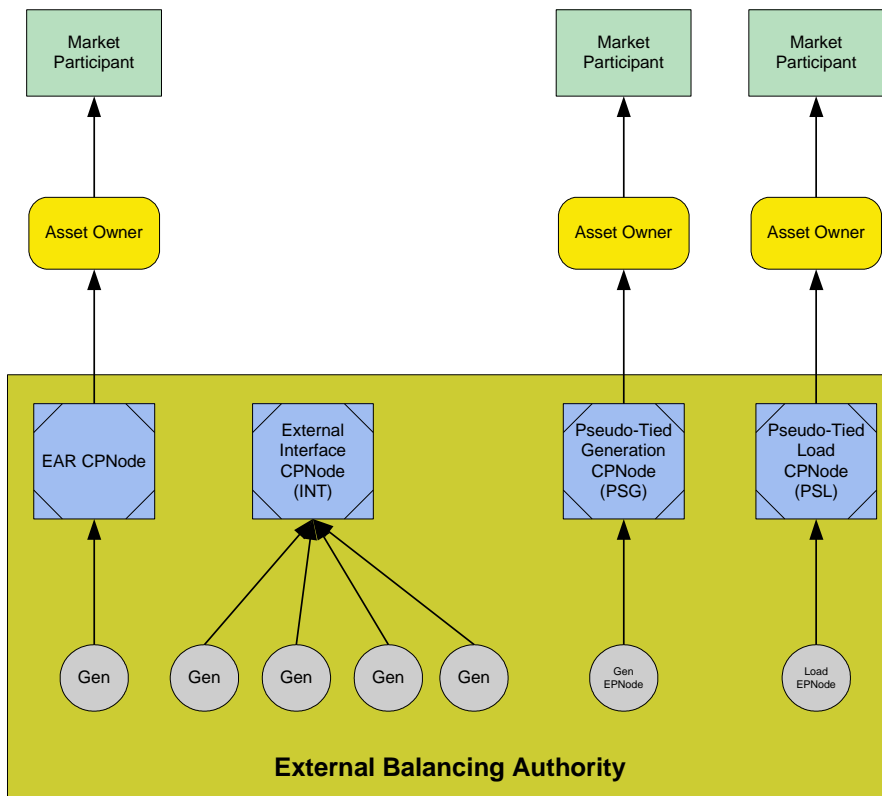 Market
Participant
Market
Participant
Market
Participant
Asset Owner
Asset Owner
Asset Owner
EAR CPNode
External
Interface
CPNode
(INT)
Pseudo-Tied
Generation
CPNode
(PSG)
Pseudo-Tied
Load
CPNode
(PSL)
Gen
Gen
Gen
Gen
Gen
Gen
EPNode
Load
EPNode
External Balancing Authority